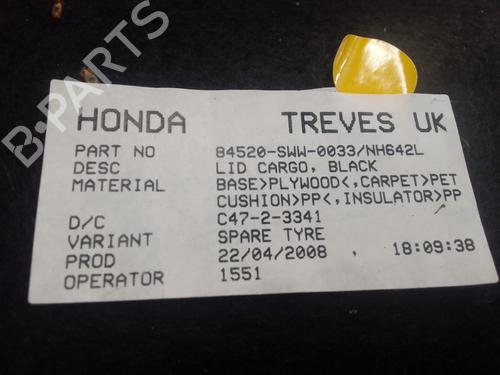 HONDA TREVES UK
PART NO 84520-SWW-0033/NH642L
DESC LID CARGO, BLACK
MATERIAL BASE>PLYWOOD<,CARPET>PET
CUSHION>PP<,INSULATOR>PP
D/C C47-2-3341
VARIANT SPARE TYRE
PROD 22/04/2008 18:09:38
OPERATOR 1551
B-PARTS